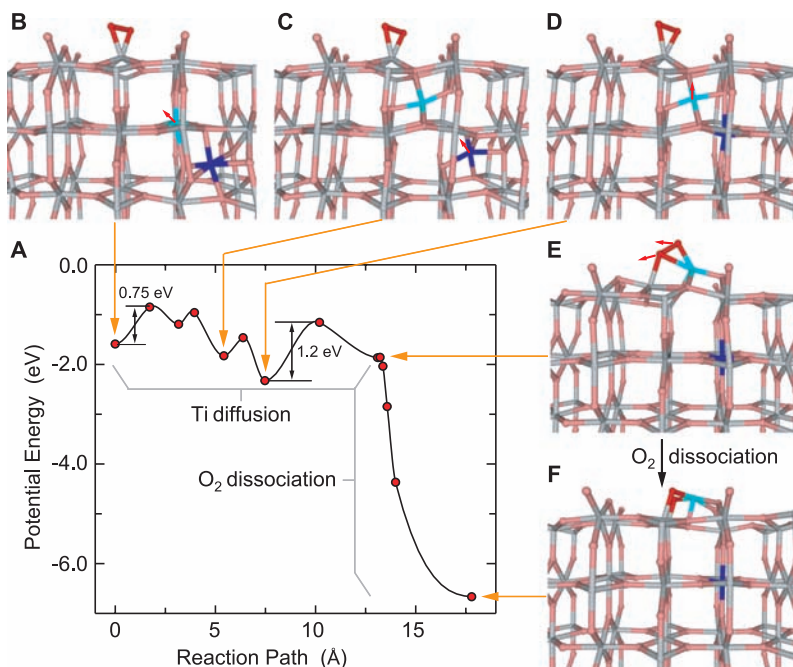 B
C
D
A
E
F
0.0
-2.0
-4.0
-6.0
Potential Energy (eV)
0.75 eV
1.2 eV
Ti diffusion
O₂ dissociation
0
5
10
15
Reaction Path (Å)
O₂ dissociation